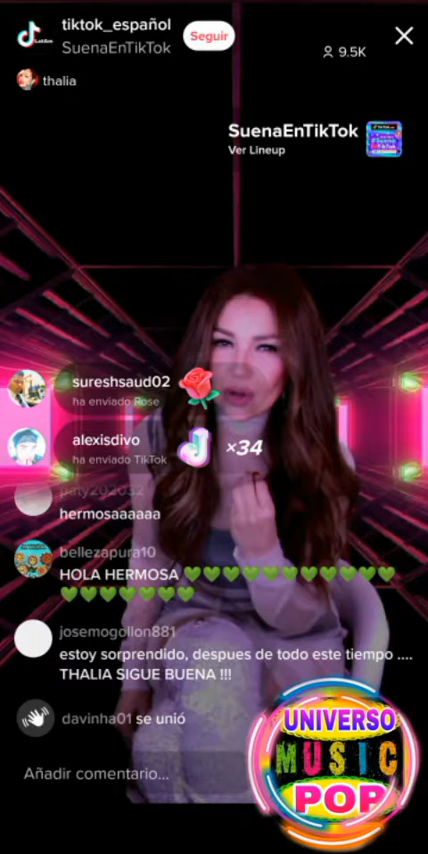 tiktok_español
SuenaEnTikTok
Seguir
9.5K
thalia
SuenaEnTikTok
Ver Lineup
sureshsaud02
ha enviado Rose
alexisdivo
ha enviado TikTok
×34
paty202032
hermosaaaaaa
bellezapura10
HOLA HERMOSA 💚💚💚💚💚💚💚💚💚💚💚
💚💚💚💚💚💚💚
josemogollon881
estoy sorprendido, despues de todo este tiempo ....
THALIA SIGUE BUENA !!!
davinha01 se unió
Añadir comentario...
UNIVERSO
MUSIC
POP